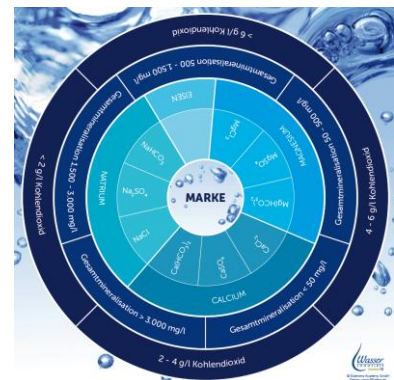 > 6 g/l Kohlendioxid
4 - 6 g/l Kohlendioxid
2 - 4 g/l Kohlendioxid
< 2 g/l Kohlendioxid
Gesamtmineralisation 500 - 1.500 mg/l
Gesamtmineralisation 50 - 500 mg/l
Gesamtmineralisation < 50 mg/l
Gesamtmineralisation > 3.000 mg/l
Gesamtmineralisation 1.500 - 3.000 mg/l
EISEN
MAGNESIUM
MgCl₂
MgSO₄
Mg(HCO₃)₂
CALCIUM
CaCl₂
CaSO₄
Ca(HCO₃)₂
NATRIUM
NaCl
Na₂SO₄
NaHCO₃
MARKE
Wasser